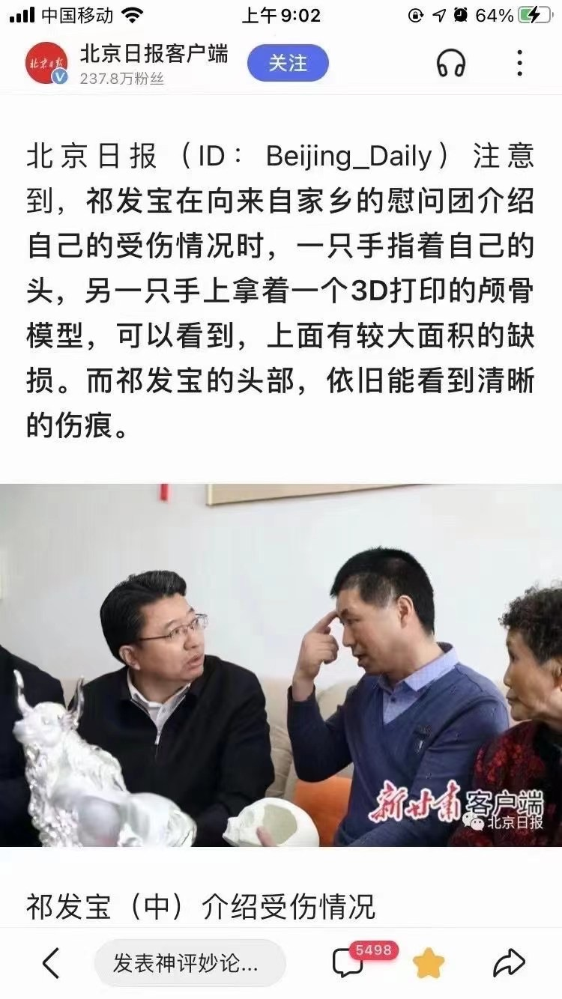 中国移动
上午9:02
64%
北京日报
北京日报客户端
237.8万粉丝
关注
北京日报（ID：Beijing_Daily）注意
到，祁发宝在向来自家乡的慰问团介绍
自己的受伤情况时，一只手指着自己的
头，另一只手上拿着一个3D打印的颅骨
模型，可以看到，上面有较大面积的缺
损。而祁发宝的头部，依旧能看到清晰
的伤痕。
新甘肃 客户端
北京日报
祁发宝（中）介绍受伤情况
发表神评妙论...
5498